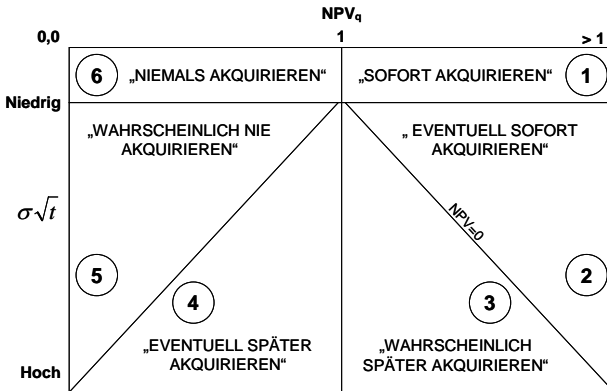 NPVq
0,0 1 > 1
6 „NIEMALS AKQUIRIEREN“ „SOFORT AKQUIRIEREN“ 1
Niedrig
„WAHRSCHEINLICH NIE
AKQUIRIEREN“
„ EVENTUELL SOFORT
AKQUIRIEREN“
σ√t
NPV=0
5
2
4
3
„EVENTUELL SPÄTER
AKQUIRIEREN“
„WAHRSCHEINLICH
SPÄTER AKQUIRIEREN“
Hoch